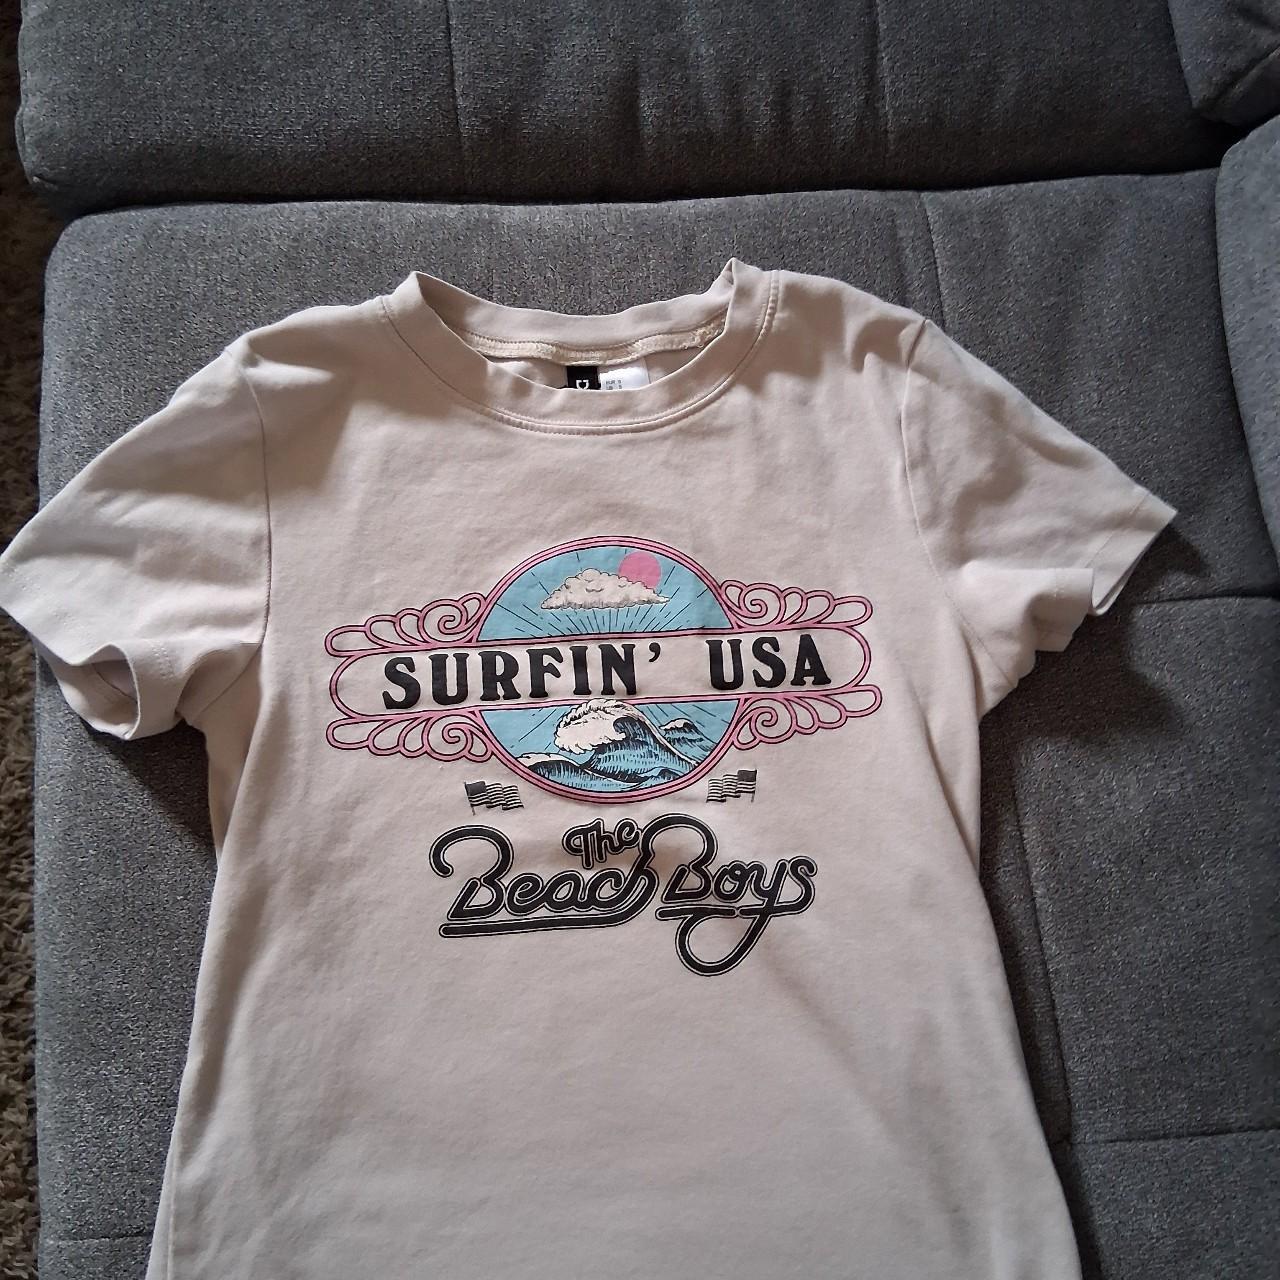 SURFIN' USA
The
Beach Boys